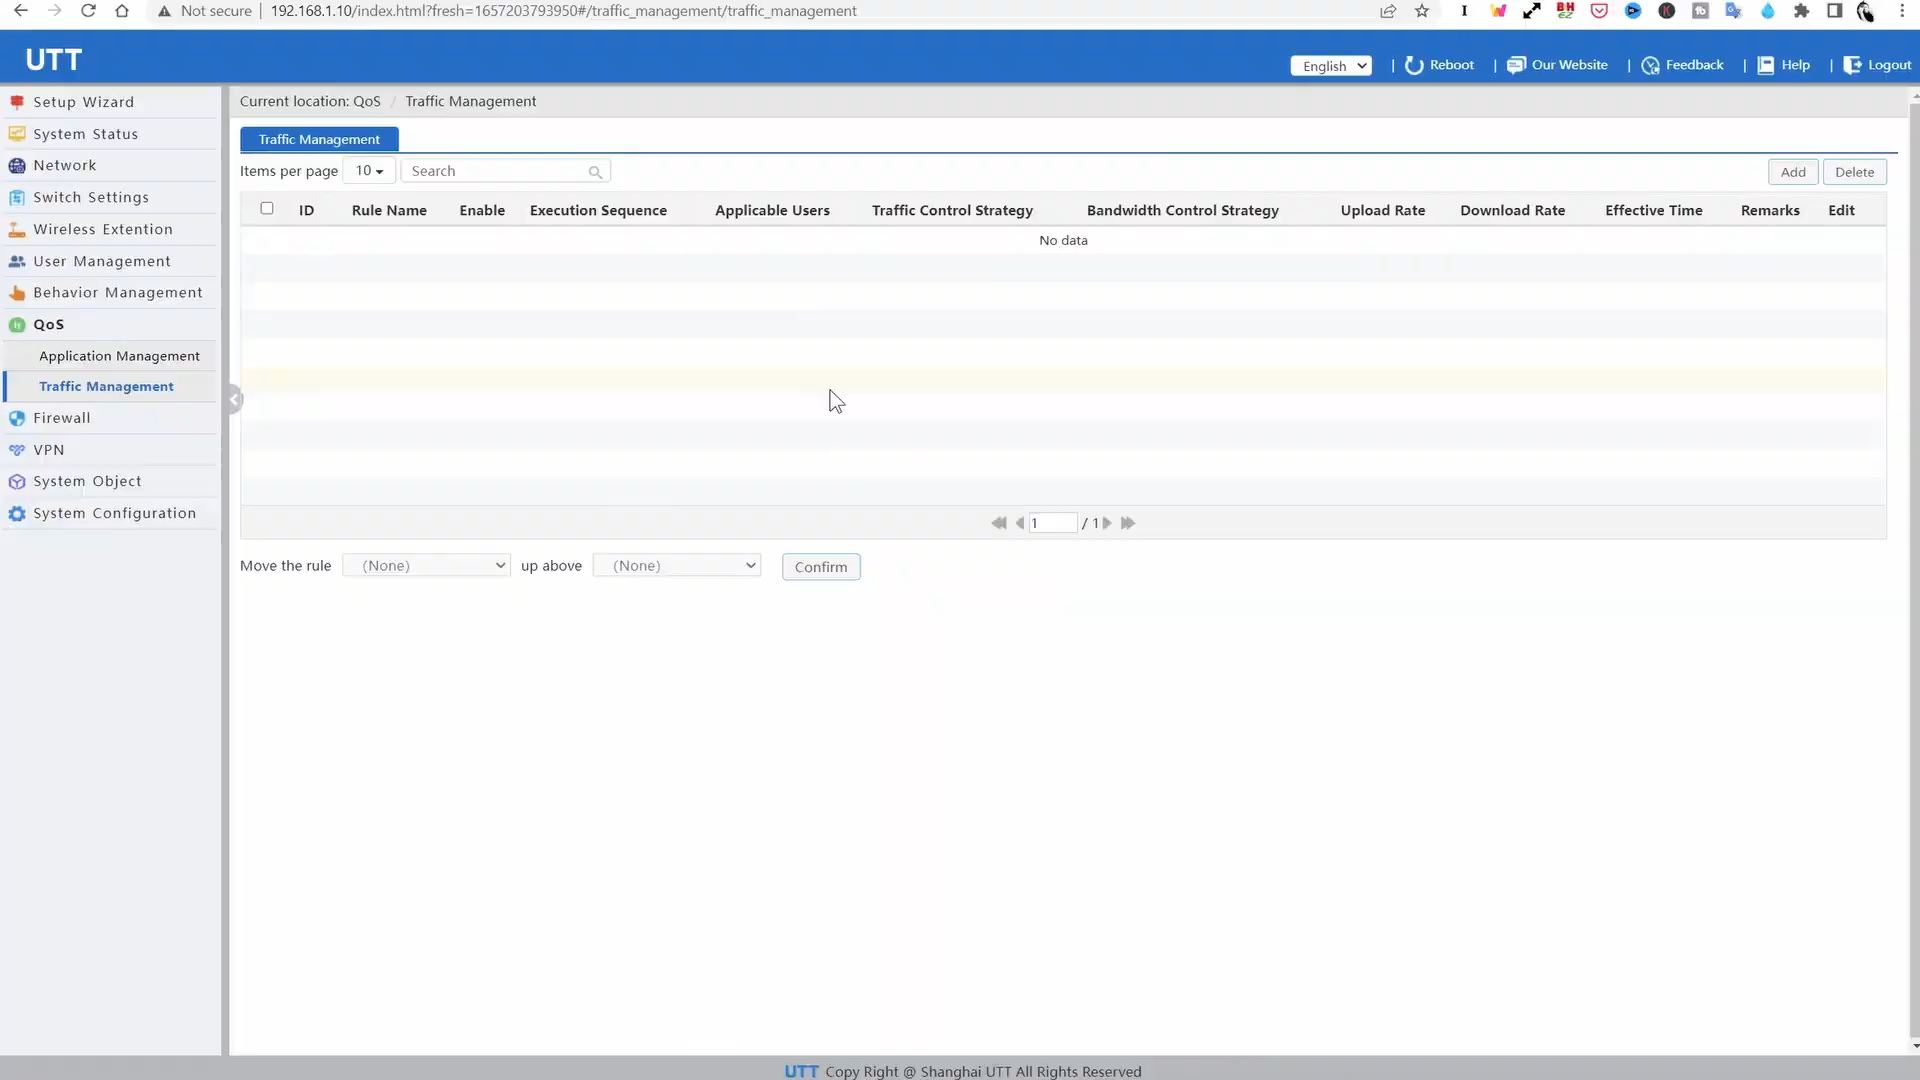 Not secure | 192.168.1.10/index.html?fresh=1657203793950#/traffic_management/traffic_management
UTT
English | Reboot | Our Website | Feedback | Help | Logout
Setup Wizard
System Status
Network
Switch Settings
Wireless Extention
User Management
Behavior Management
QoS
Application Management
Traffic Management
Firewall
VPN
System Object
System Configuration
Current location: QoS / Traffic Management
Traffic Management
Items per page 10 Search Add Delete
ID Rule Name Enable Execution Sequence Applicable Users Traffic Control Strategy Bandwidth Control Strategy Upload Rate Download Rate Effective Time Remarks Edit
No data
1 / 1
Move the rule (None) up above (None) Confirm
UTT Copy Right @ Shanghai UTT All Rights Reserved